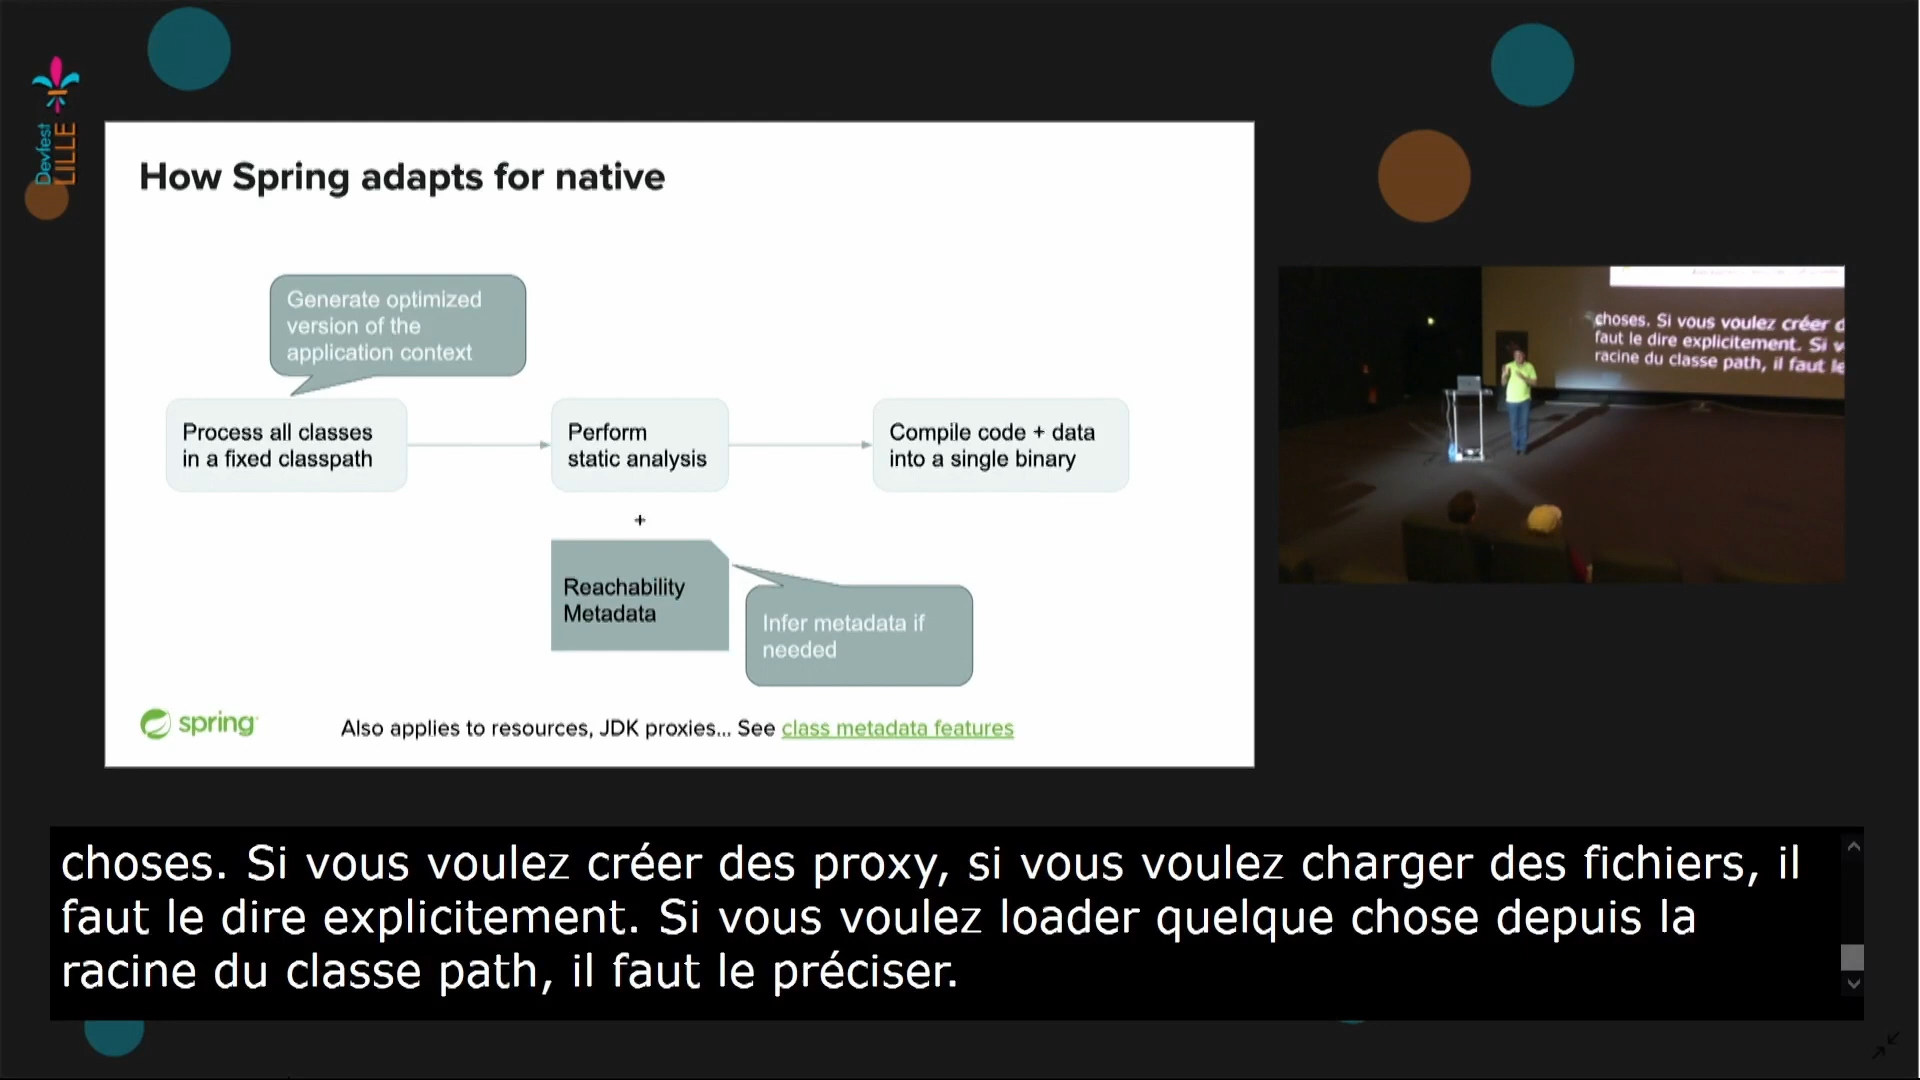 Devfest
LILLE
How Spring adapts for native
Generate optimized
version of the
application context
Process all classes
in a fixed classpath
Perform
static analysis
Compile code + data
into a single binary
+
Reachability
Metadata
Infer metadata if
needed
spring
Also applies to resources, JDK proxies... See class metadata features
choses. Si vous voulez créer d
faut le dire explicitement. Si v
racine du classe path, il faut le
choses. Si vous voulez créer des proxy, si vous voulez charger des fichiers, il
faut le dire explicitement. Si vous voulez loader quelque chose depuis la
racine du classe path, il faut le préciser.